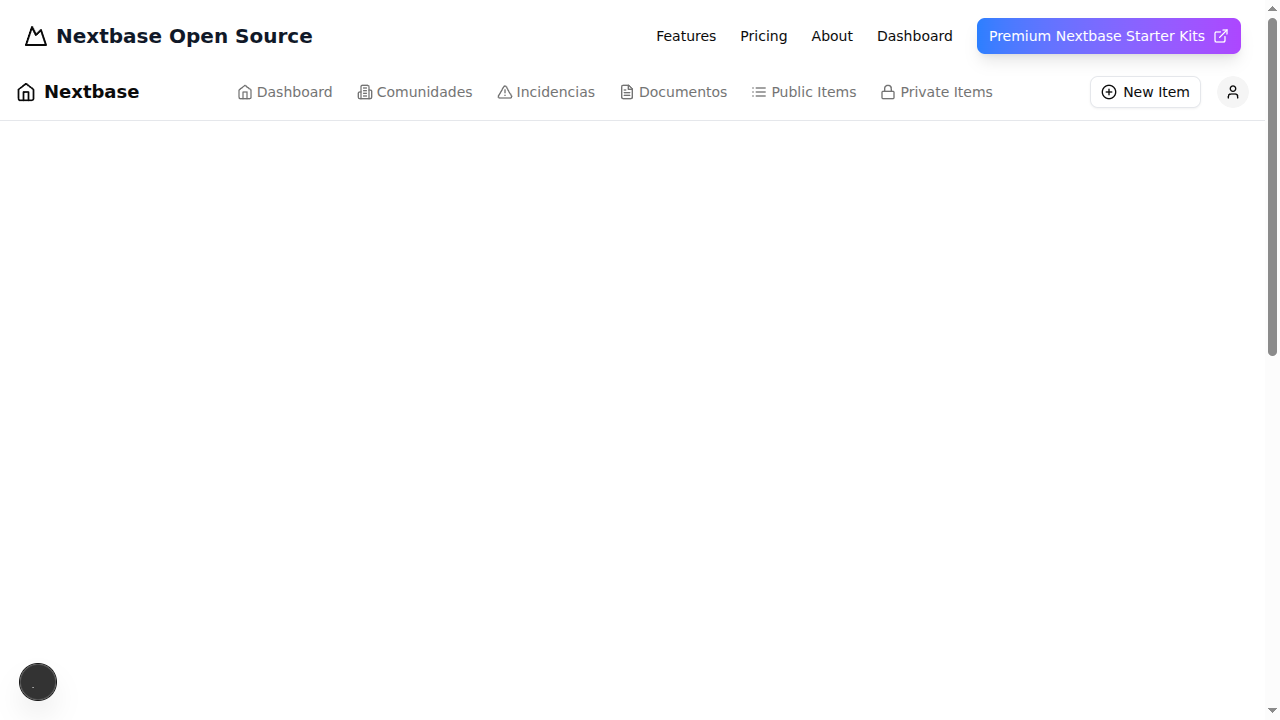 Nextbase Open Source Features Pricing About Dashboard Premium Nextbase Starter Kits
Nextbase Dashboard Comunidades Incidencias Documentos Public Items Private Items New Item